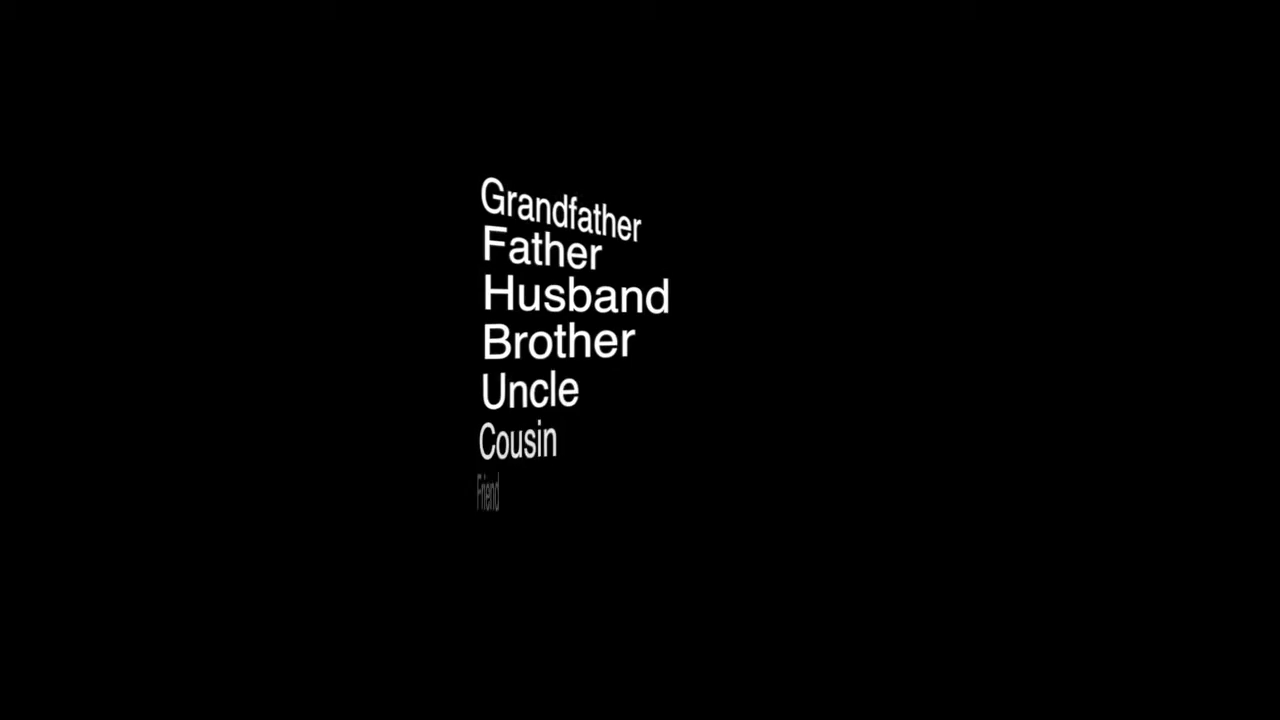 Grandfather
Father
Husband
Brother
Uncle
Cousin
Friend